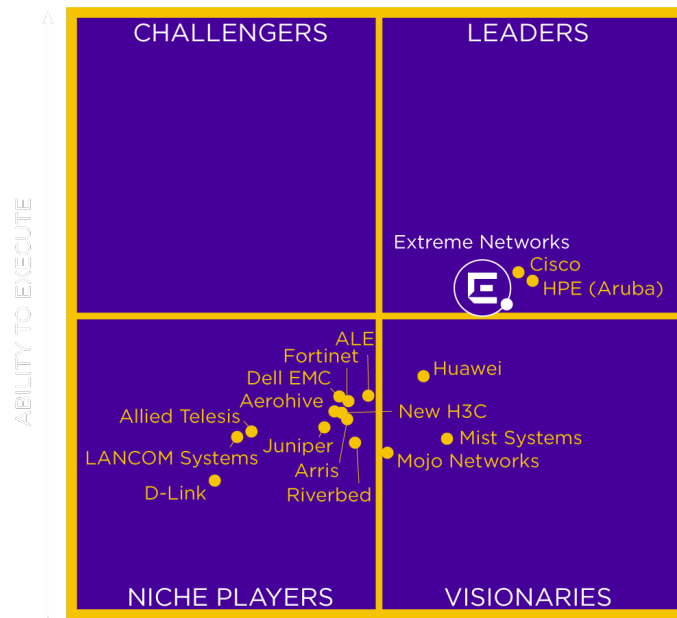 CHALLENGERS
LEADERS
ABILITY TO EXECUTE
Extreme Networks
Cisco
HPE (Aruba)
ALE
Fortinet
Huawei
Dell EMC
Aerohive
New H3C
Allied Telesis
Juniper
Mist Systems
LANCOM Systems
Arris
Mojo Networks
D-Link
Riverbed
NICHE PLAYERS
VISIONARIES